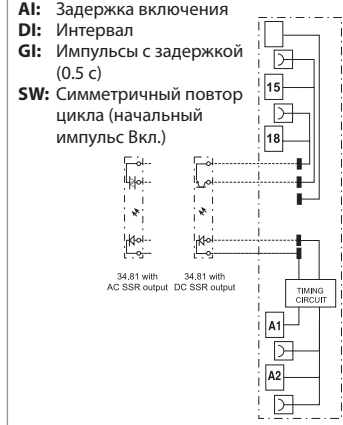 AI: Задержка включения
DI: Интервал
GI: Импульсы с задержкой
(0.5 с)
SW: Симметричный повтор
цикла (начальный
импульс Вкл.)
15
18
34.81 with
AC SSR output
34.81 with
DC SSR output
TIMING
CIRCUIT
A1
A2